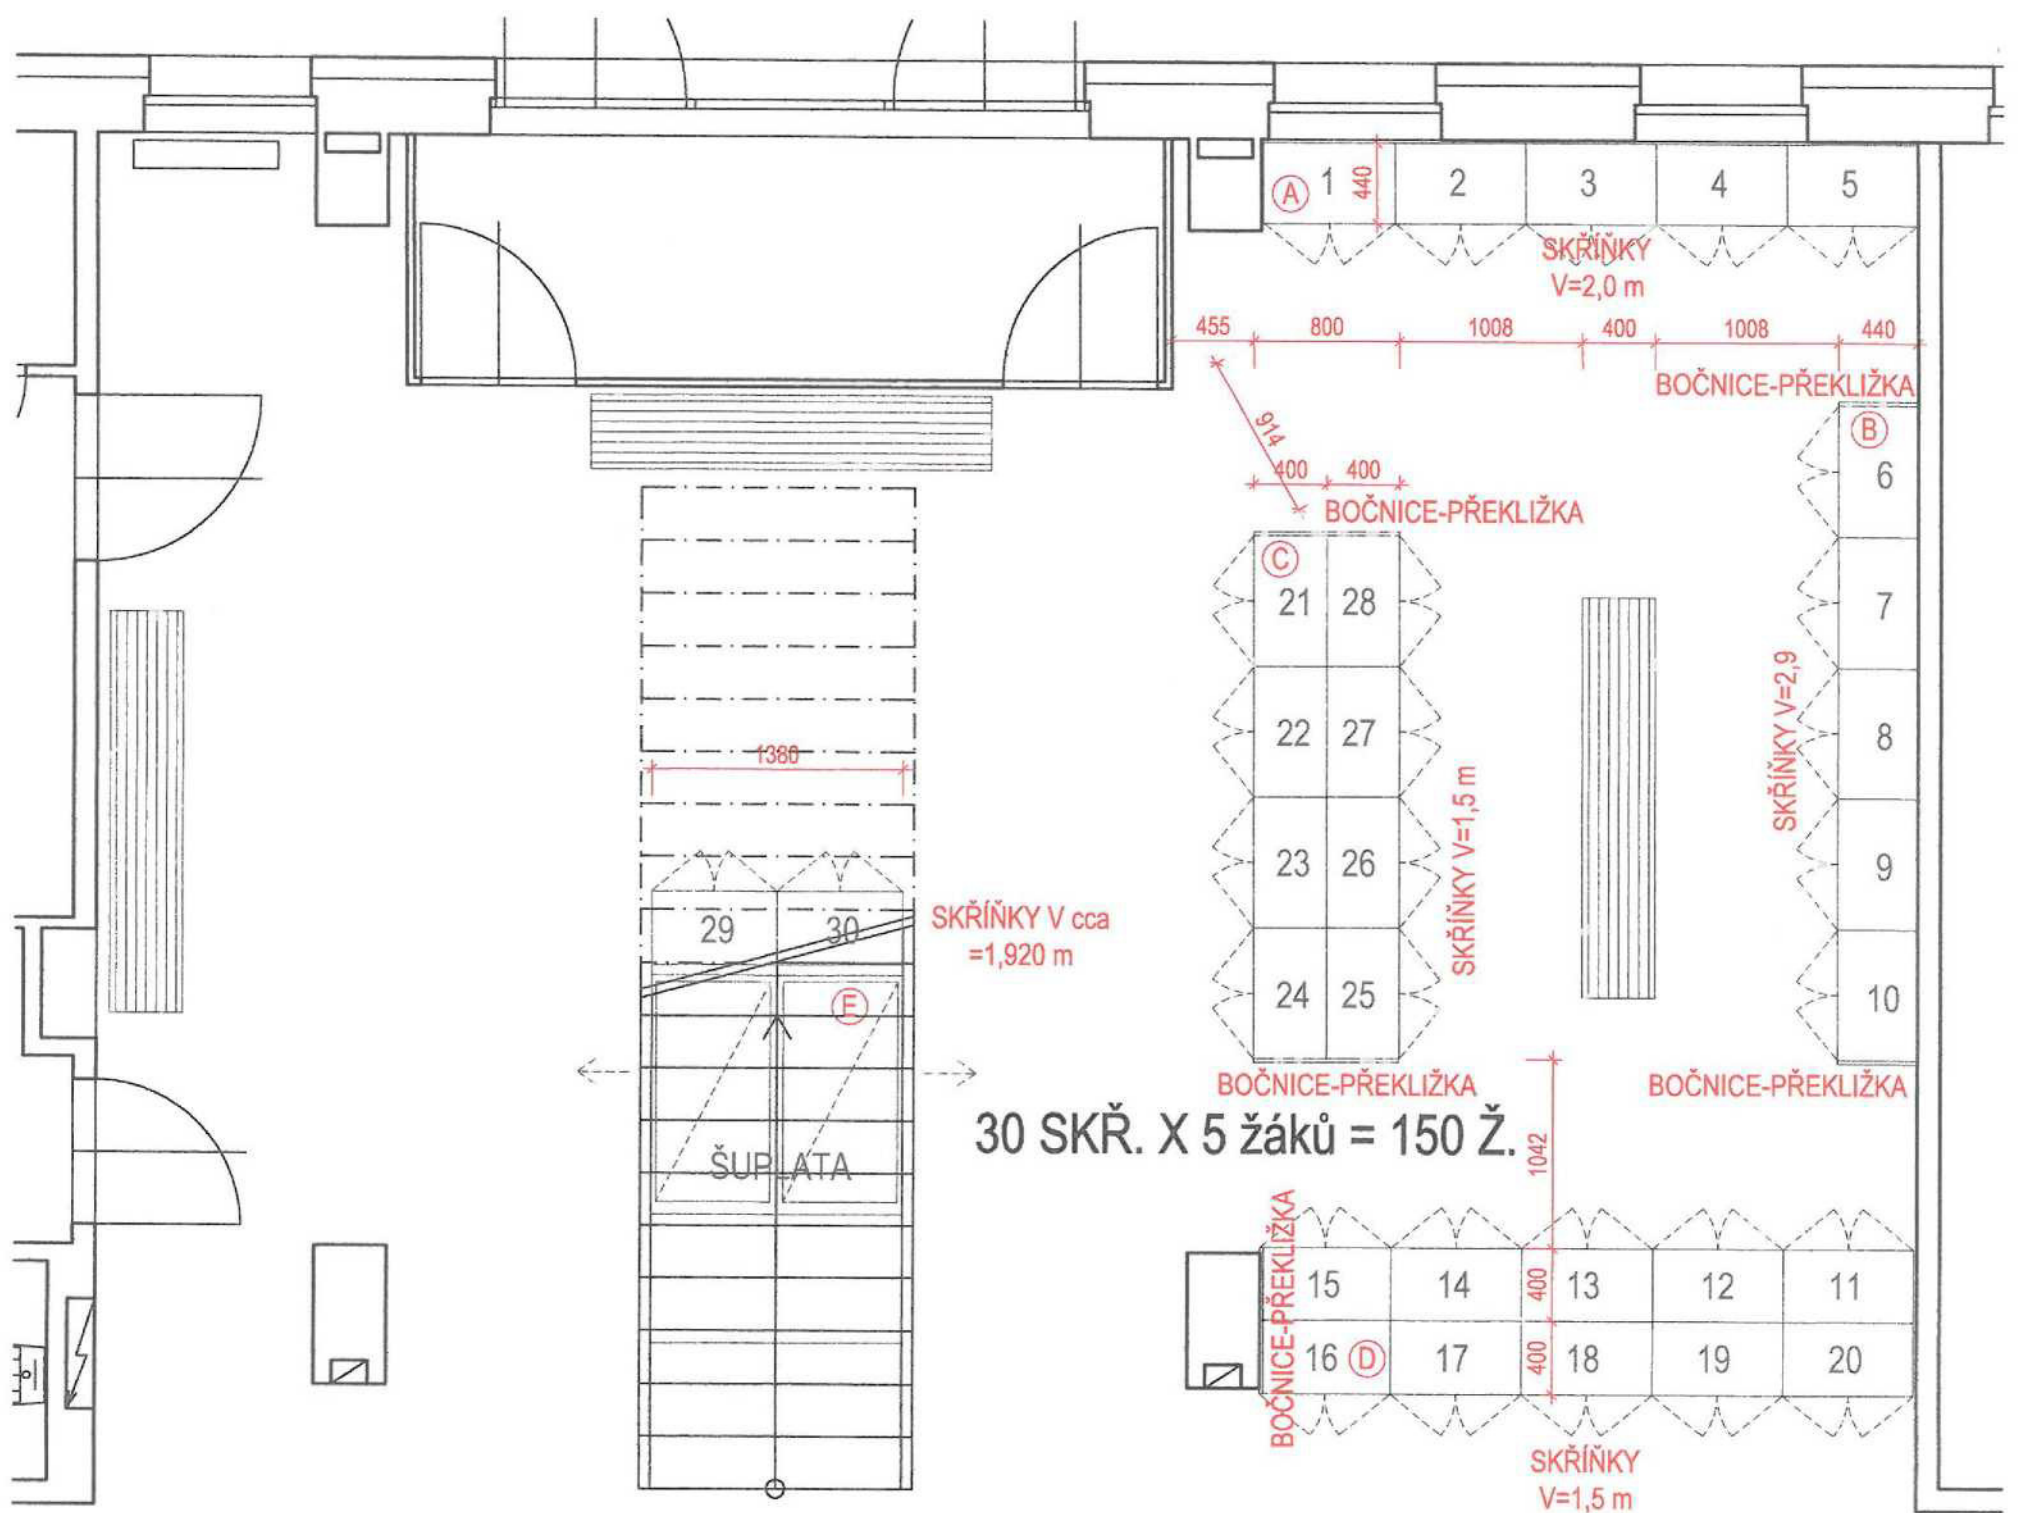 A
1
440
2
3
4
5
SKŘÍŇKY
V=2,0 m
455
800
1008
400
1008
440
BOČNICE-PŘEKLIŽKA
B
914
400
400
BOČNICE-PŘEKLIŽKA
6
C
21
28
7
22
27
8
SKŘÍŇKY V=2,9
1380
SKŘÍŇKY V=1,5 m
23
26
9
29
30
SKŘÍŇKY V cca
=1,920 m
24
25
10
E
BOČNICE-PŘEKLIŽKA
BOČNICE-PŘEKLIŽKA
30 SKŘ. X 5 žáků = 150 Ž.
1042
ŠUPLATA
BOČNICE-PŘEKLIŽKA
15
14
400
13
12
11
16
D
17
400
18
19
20
SKŘÍŇKY
V=1,5 m